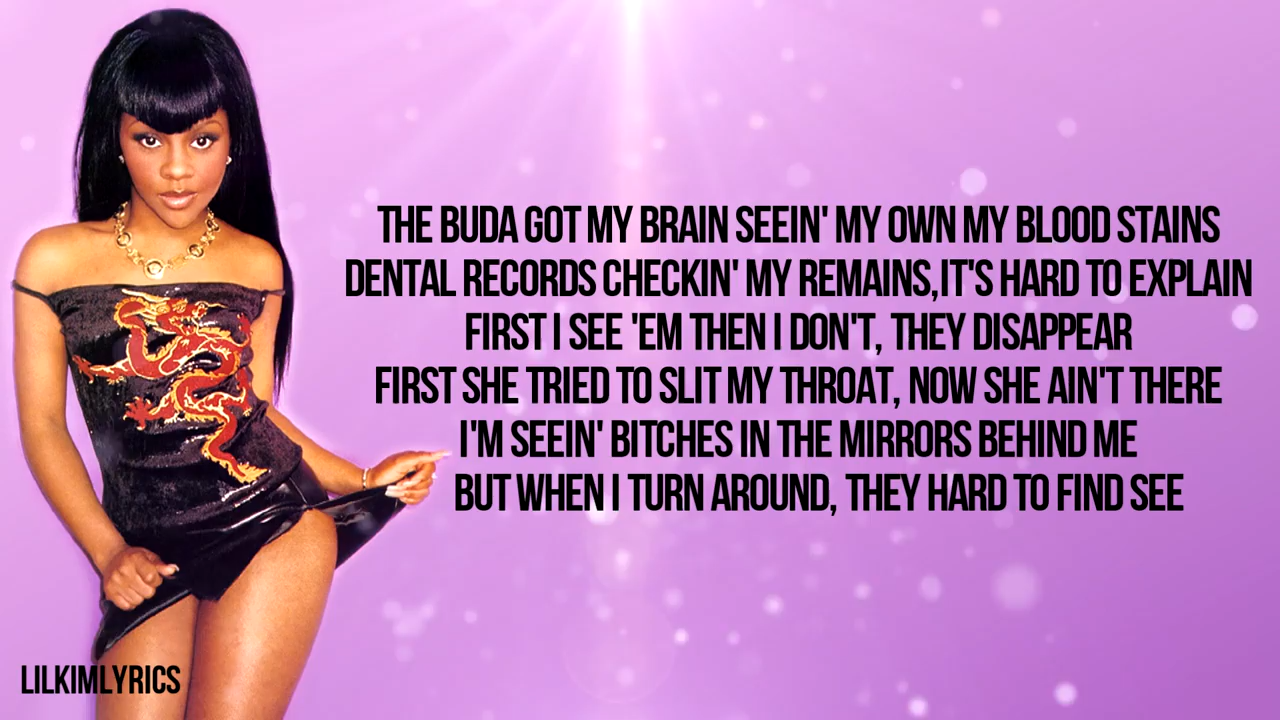 THE BUDA GOT MY BRAIN SEEIN' MY OWN MY BLOOD STAINS
DENTAL RECORDS CHECKIN' MY REMAINS,IT'S HARD TO EXPLAIN
FIRST I SEE 'EM THEN I DON'T, THEY DISAPPEAR
FIRST SHE TRIED TO SLIT MY THROAT, NOW SHE AIN'T THERE
I'M SEEIN' BITCHES IN THE MIRRORS BEHIND ME
BUT WHEN I TURN AROUND, THEY HARD TO FIND SEE
LILKIMLYRICS